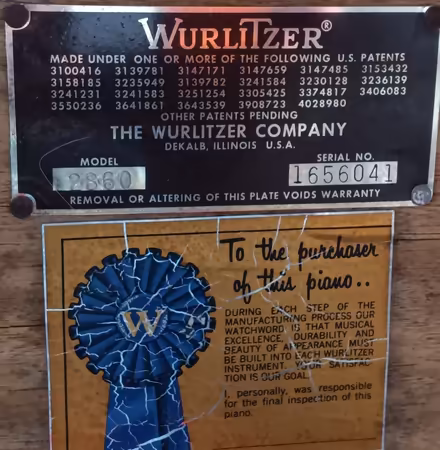 WURLITZER®
MADE UNDER ONE OR MORE OF THE FOLLOWING U.S. PATENTS
3100416 3139781 3147171 3147659 3147485 3153432
3158185 3235949 3139782 3241584 3230128 3236139
3241231 3241583 3251254 3305425 3374817 3406083
3550236 3641861 3643539 3908723 4028980
OTHER PATENTS PENDING
THE WURLITZER COMPANY
DEKALB, ILLINOIS U.S.A.
MODEL SERIAL NO.
2860 1656041
REMOVAL OR ALTERING OF THIS PLATE VOIDS WARRANTY
To the purchaser
of this piano..
W
DURING EACH STEP OF THE
MANUFACTURING PROCESS OUR
WATCHWORD IS THAT MUSICAL
EXCELLENCE, DURABILITY AND
BEAUTY OF APPEARANCE MUST
BE BUILT INTO EACH WURLITZER
INSTRUMENT. YOUR SATISFAC-
TION IS OUR GOAL.
I, personally, was responsible
for the final inspection of this
piano.